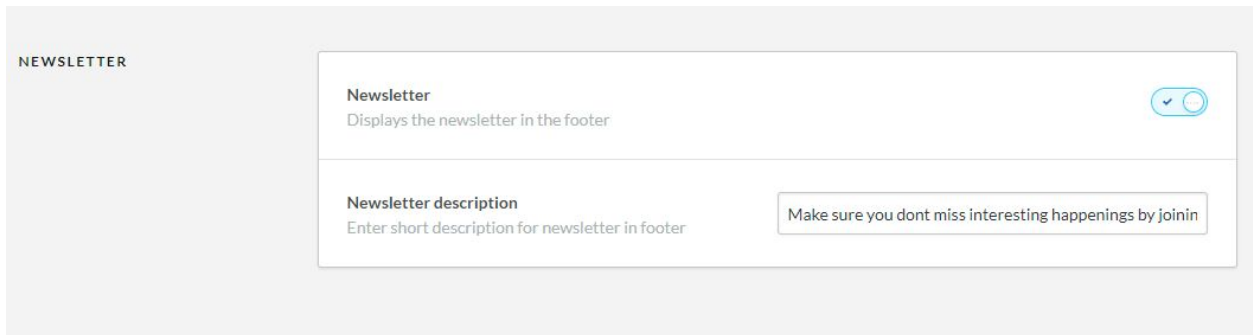 NEWSLETTER
Newsletter
Displays the newsletter in the footer
Newsletter description
Enter short description for newsletter in footer
Make sure you dont miss interesting happenings by joinin